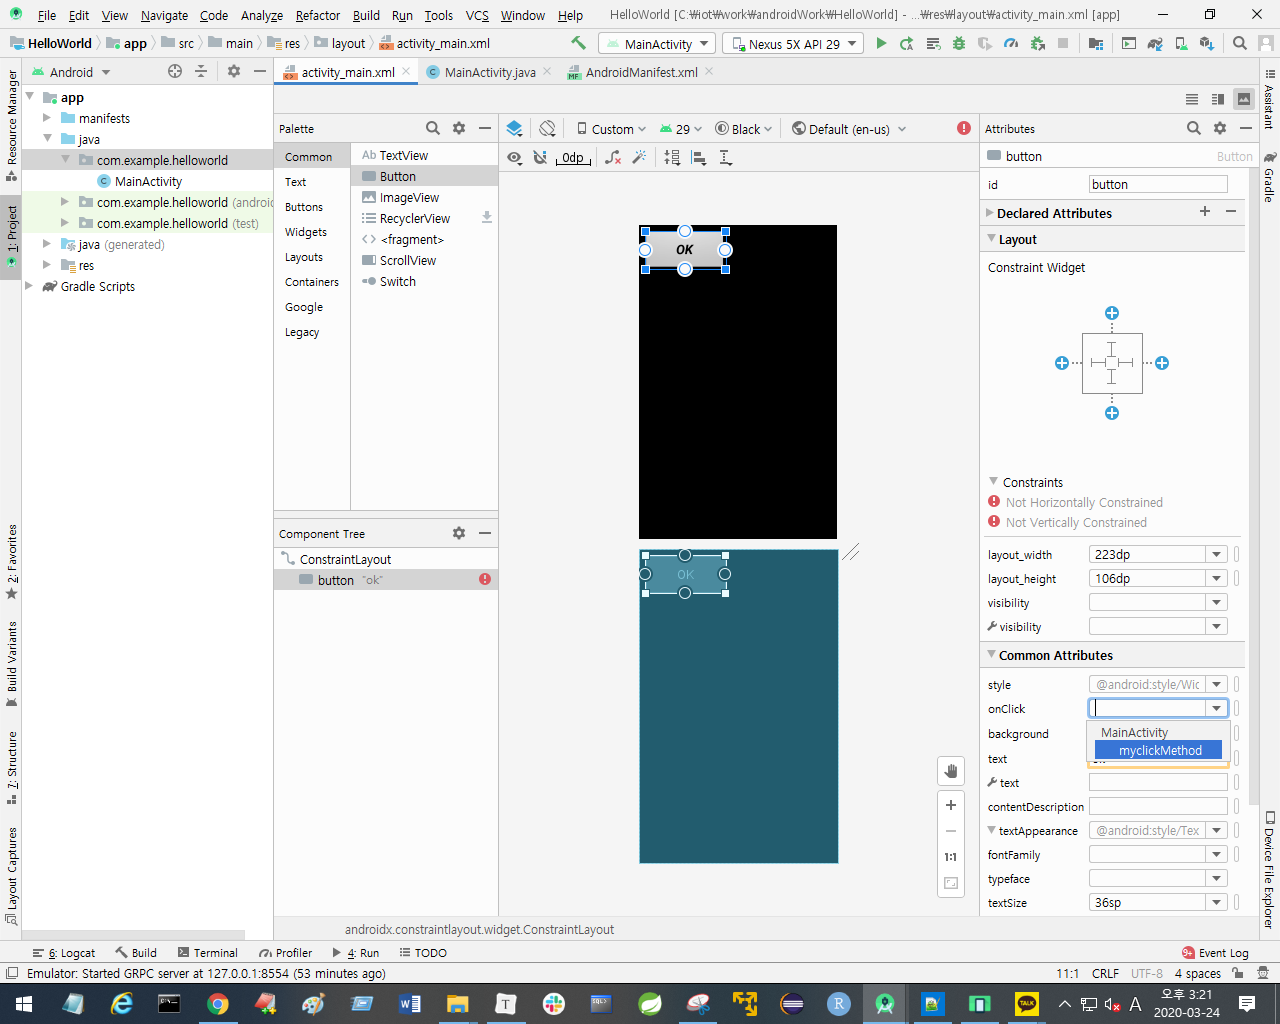 File Edit View Navigate Code Analyze Refactor Build Run Tools VCS Window Help HelloWorld [C:₩iot₩work₩androidWork₩HelloWorld] - ...₩res₩layout₩activity_main.xml [app]
HelloWorld app src main res layout activity_main.xml MainActivity Nexus 5X API 29
Android activity_main.xml MainActivity.java AndroidManifest.xml
Resource Manager
1: Project
2: Favorites
Build Variants
7: Structure
Layout Captures
app
manifests
java
com.example.helloworld
MainActivity
com.example.helloworld (androi
com.example.helloworld (test)
java (generated)
res
Gradle Scripts
Palette
Common
Text
Buttons
Widgets
Layouts
Containers
Google
Legacy
Ab TextView
Button
ImageView
RecyclerView
<fragment>
ScrollView
Switch
Component Tree
ConstraintLayout
button "ok"
Custom 29 Black Default (en-us)
0dp
OK
OK
1:1
Attributes
button Button
id button
Declared Attributes
Layout
Constraint Widget
Constraints
Not Horizontally Constrained
Not Vertically Constrained
layout_width 223dp
layout_height 106dp
visibility
visibility
Common Attributes
style @android:style/Wic
onClick
MainActivity
myclickMethod
background
text
text
contentDescription
textAppearance @android:style/Tex
fontFamily
typeface
textSize 36sp
Assistant
Gradle
Device File Explorer
androidx.constraintlayout.widget.ConstraintLayout
6: Logcat Build Terminal Profiler 4: Run TODO 9+ Event Log
Emulator: Started GRPC server at 127.0.0.1:8554 (53 minutes ago) 11:1 CRLF UTF-8 4 spaces
W T SQL R TALK A 오후 3:21
2020-03-24